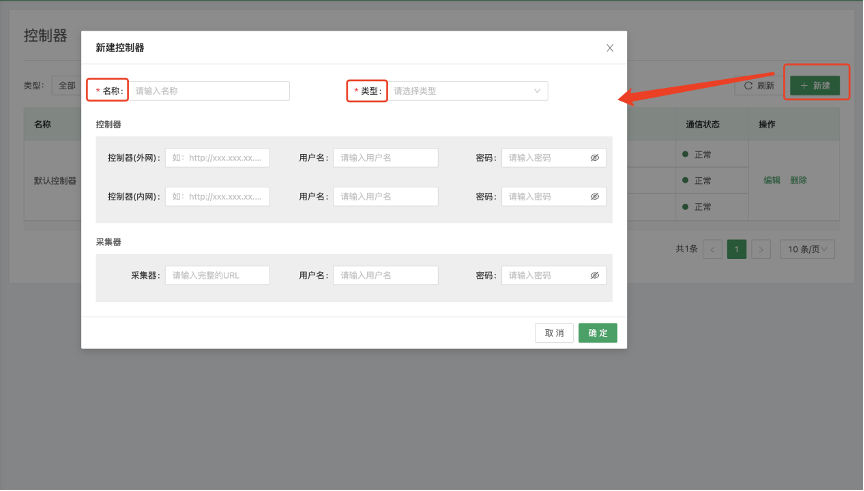 控制器
新建控制器
类型: 全部
刷新
+ 新建
* 名称: 请输入名称
* 类型: 请选择类型
名称
通信状态
操作
控制器
控制器(外网): 如: http://xxx.xxx.xx....
用户名: 请输入用户名
密码: 请输入密码
正常
默认控制器
正常
编辑 删除
控制器(内网): 如: http://xxx.xxx.xx....
用户名: 请输入用户名
密码: 请输入密码
正常
采集器
共1条 < 1 > 10 条/页
采集器: 请输入完整的URL
用户名: 请输入用户名
密码: 请输入密码
取 消
确 定